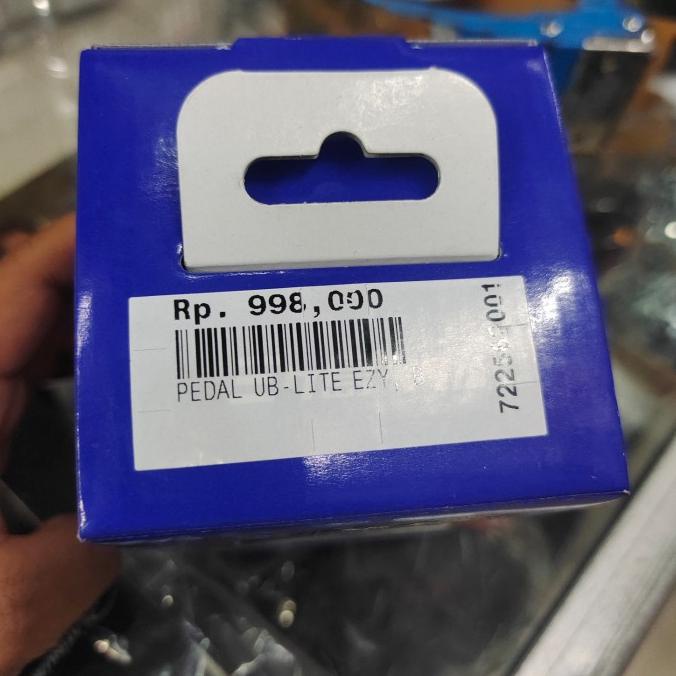 Rp. 998,000
PEDAL UB-LITE EZY,